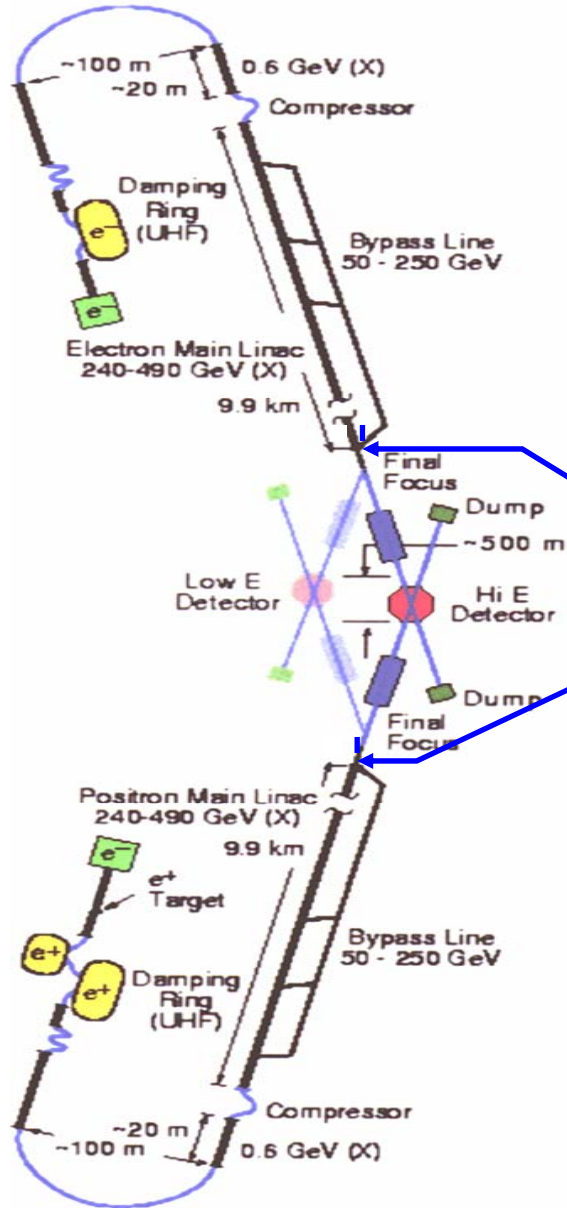 ~100 m
0.6 GeV (X)
~20 m
Compressor
Damping
Ring
(UHF)
e−
e−
Bypass Line
50 - 250 GeV
Electron Main Linac
240-490 GeV (X)
9.9 km
Final
Focus
Dump
~500 m
Low E
Detector
Hi E
Detector
Dump
Final
Focus
Positron Main Linac
240-490 GeV (X)
9.9 km
e−
e+
Target
e+
e+
Damping
Ring
(UHF)
Bypass Line
50 - 250 GeV
Compressor
~20 m
~100 m
0.6 GeV (X)